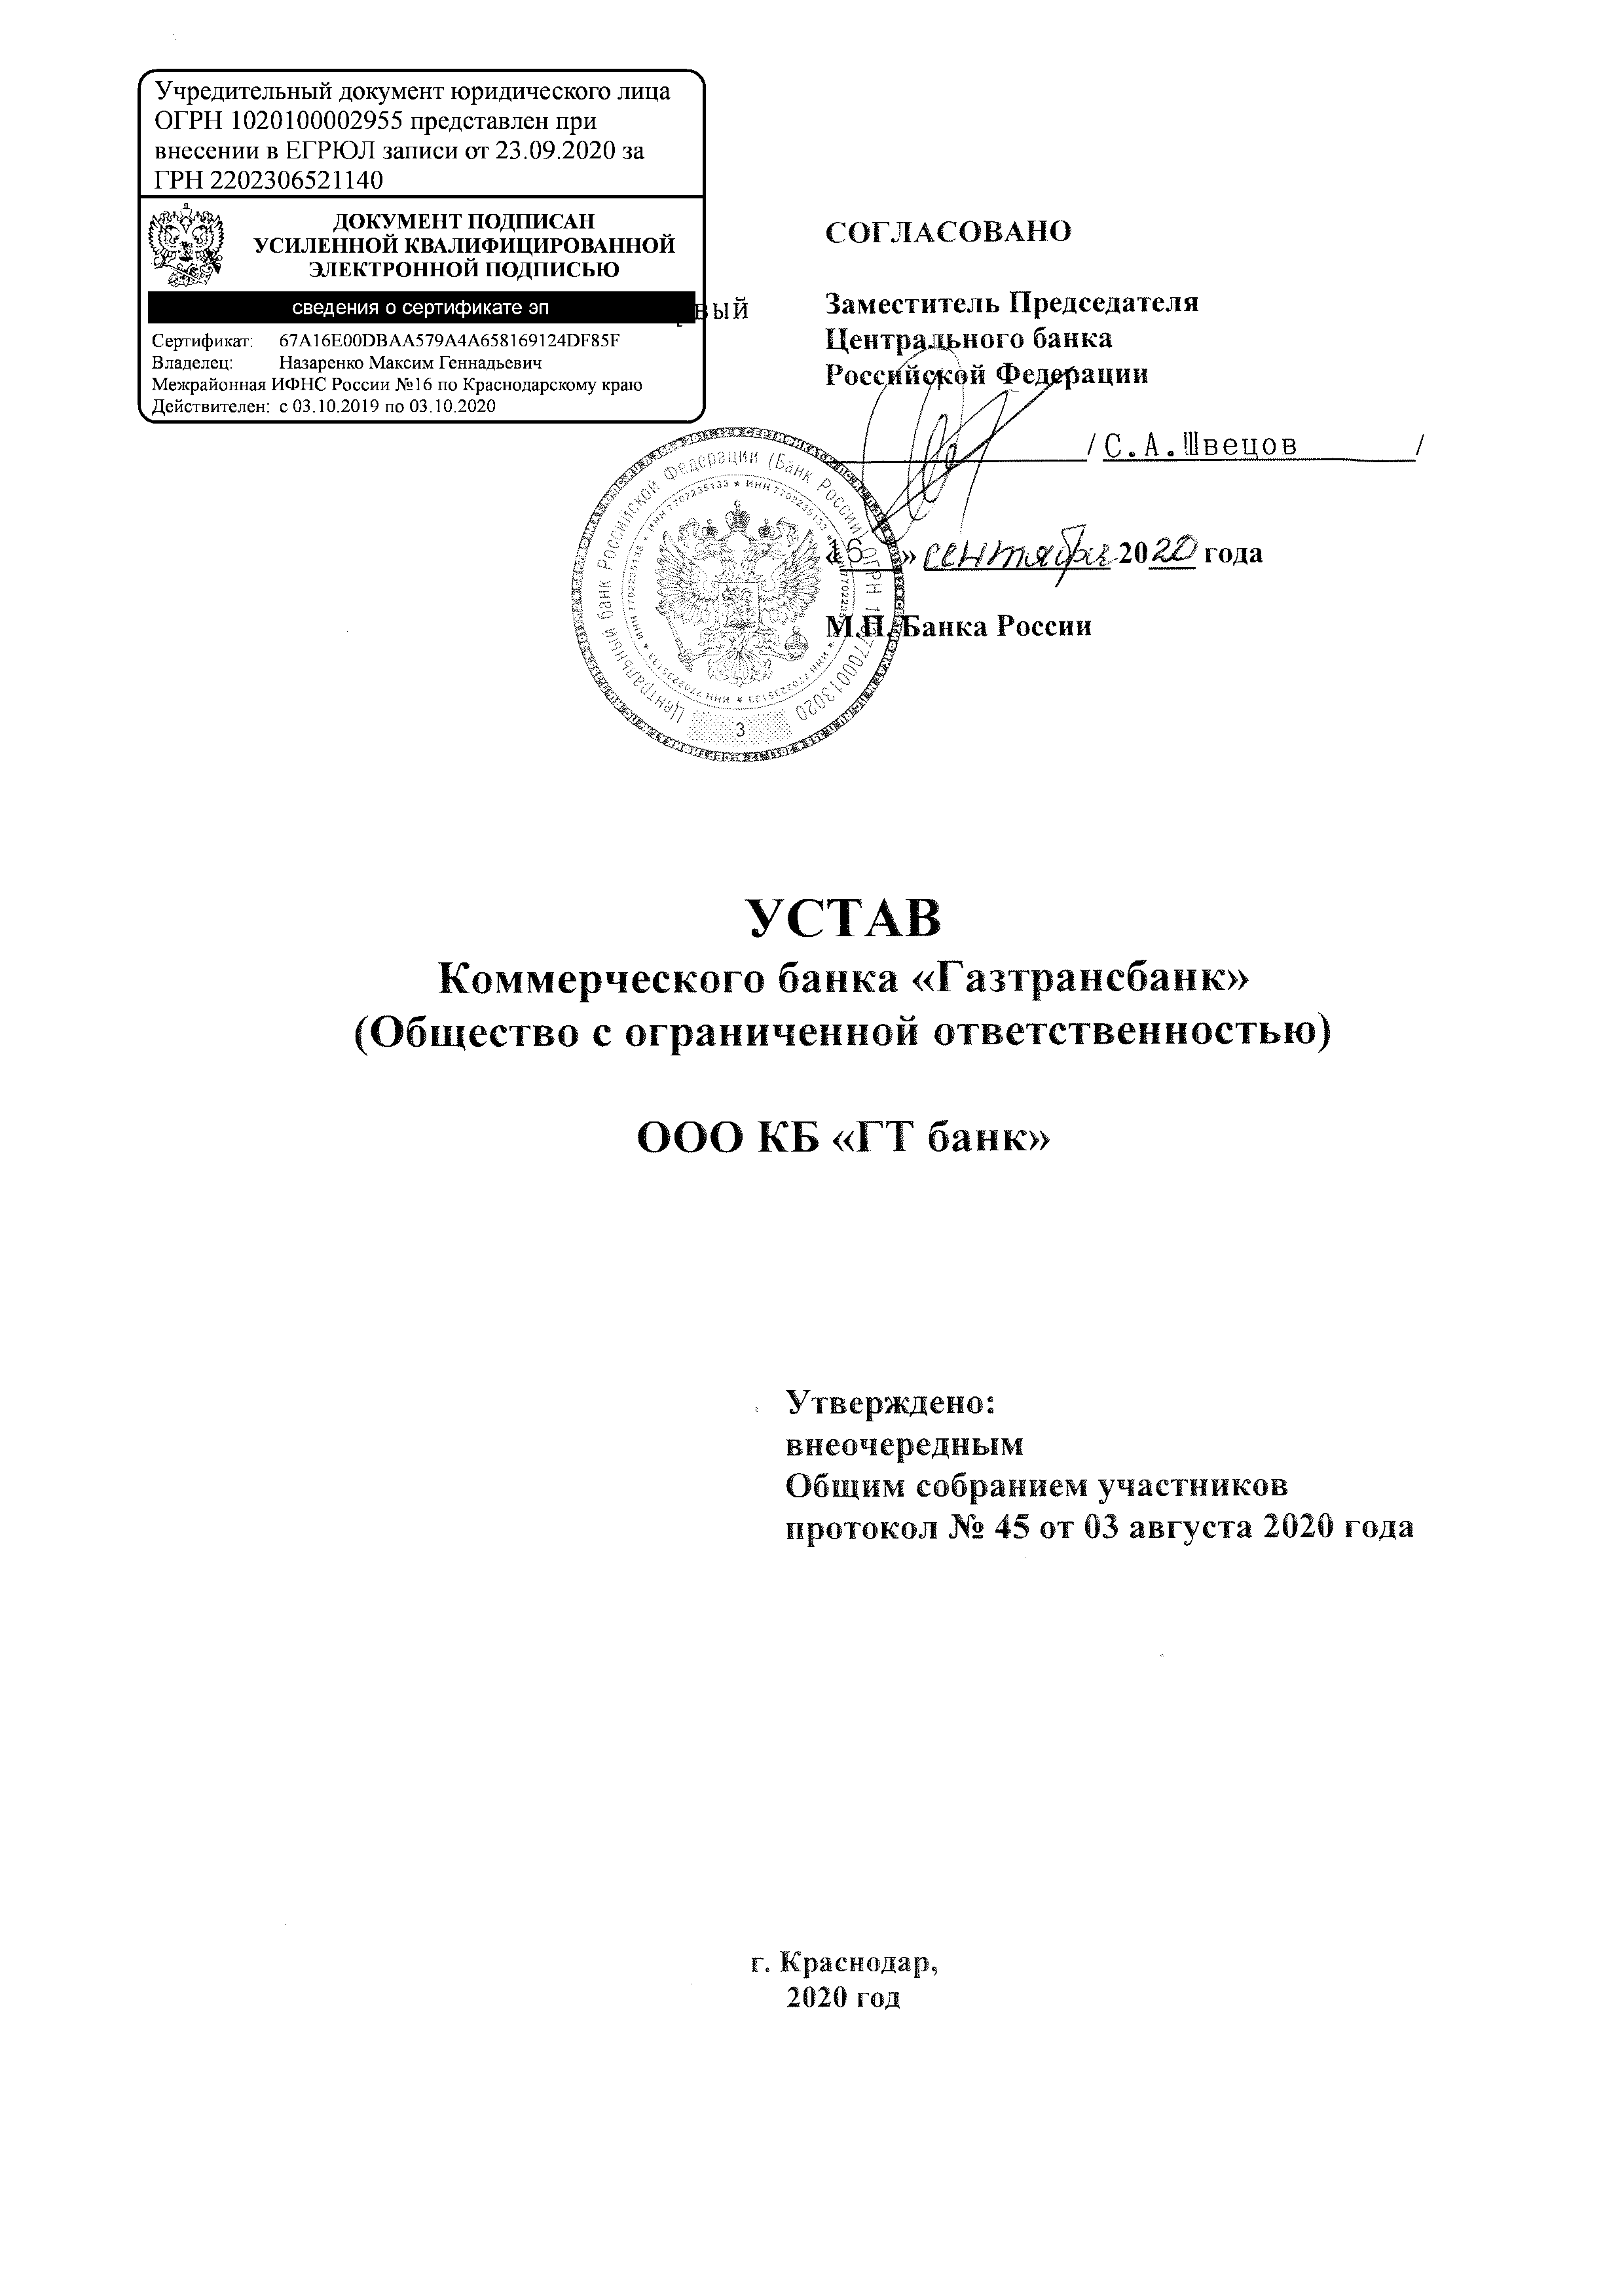 Учредительный документ юридического лица
ОГРН 1020100002955 представлен при
внесении в ЕГРЮЛ записи от 23.09.2020 за
ГРН 2202306521140
ДОКУМЕНТ ПОДПИСАН
УСИЛЕННОЙ КВАЛИФИЦИРОВАННОЙ
ЭЛЕКТРОННОЙ ПОДПИСЬЮ
сведения о сертификате эп
Сертификат: 67A16E00DBAA579A4A658169124DF85F
Владелец: Назаренко Максим Геннадьевич
Межрайонная ИФНС России №16 по Краснодарскому краю
Действителен: с 03.10.2019 по 03.10.2020
СОГЛАСОВАНО
Заместитель Председателя
Центрального банка
Российской Федерации
/ С.А.Швецов /
«16» сентября 2020 года
М.П. Банка России
Центральный банк Российской Федерации (Банк России)
ИНН 7702235133 * ИНН 7702235133
3
УСТАВ
Коммерческого банка «Газтрансбанк»
(Общество с ограниченной ответственностью)
ООО КБ «ГТ банк»
Утверждено:
внеочередным
Общим собранием участников
протокол № 45 от 03 августа 2020 года
г. Краснодар,
2020 год